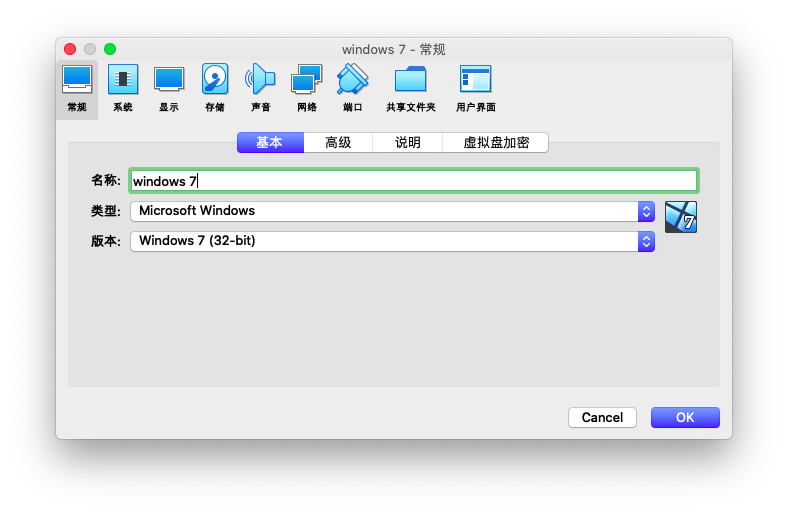 windows 7 - 常规
常规 系统 显示 存储 声音 网络 端口 共享文件夹 用户界面
基本 高级 说明 虚拟盘加密
名称: windows 7
类型: Microsoft Windows
7
版本: Windows 7 (32-bit)
Cancel OK